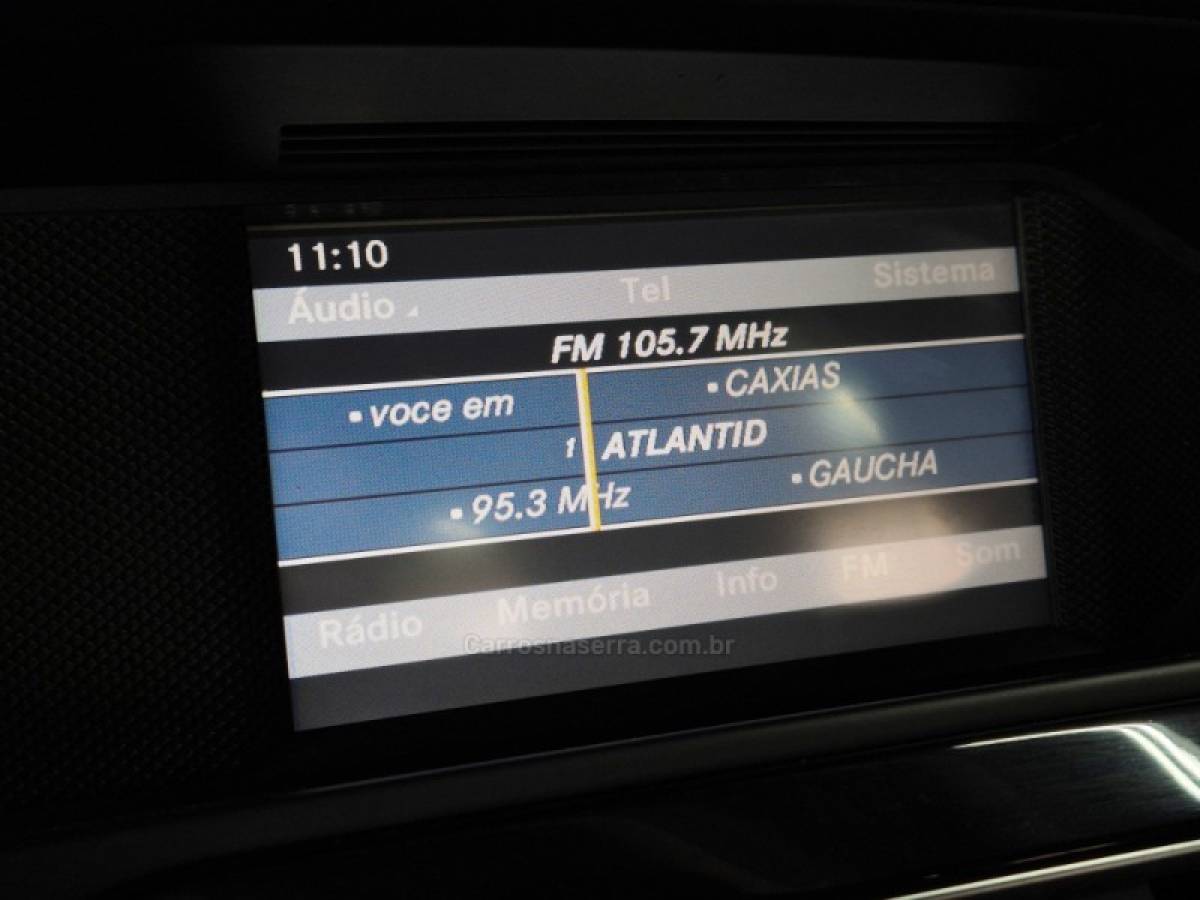 11:10
Áudio Tel Sistema
FM 105.7 MHz
• voce em • CAXIAS
1 ATLANTID
• 95.3 MHz • GAUCHA
Rádio Memória Info FM Som
Carrosnaserra.com.br